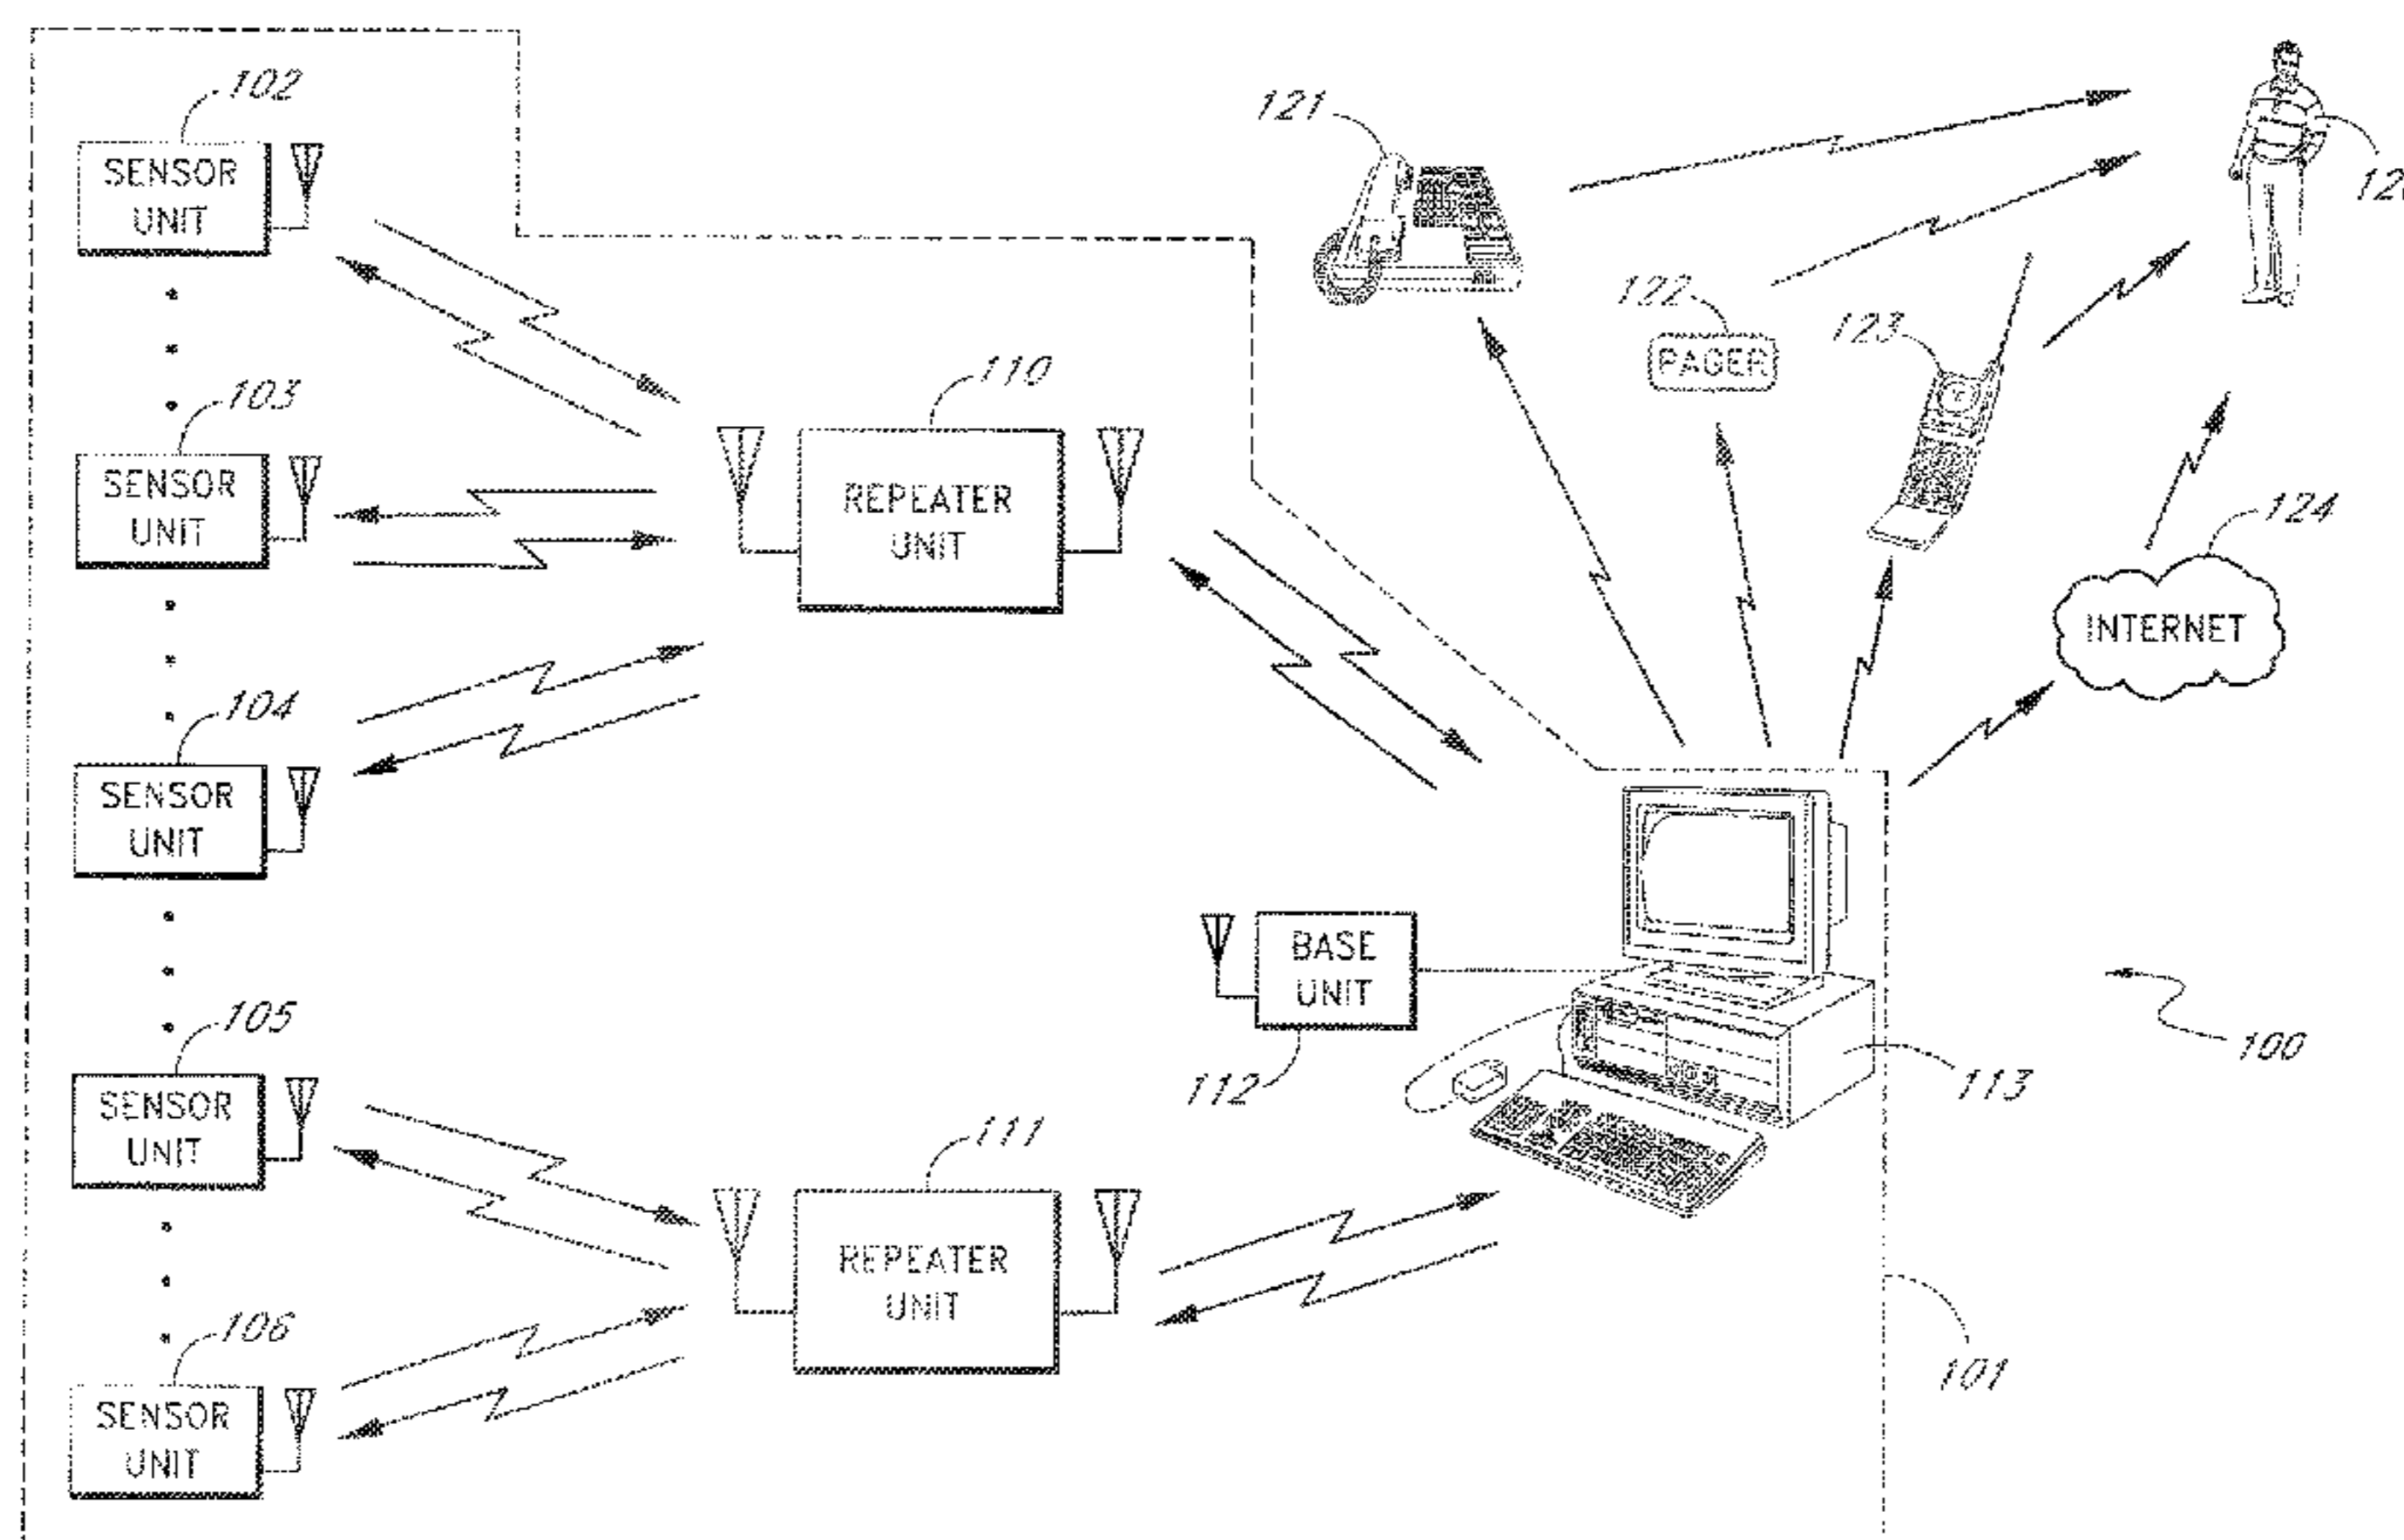 102
SENSOR
UNIT
103
SENSOR
UNIT
104
SENSOR
UNIT
105
SENSOR
UNIT
106
SENSOR
UNIT
110
REPEATER
UNIT
111
REPEATER
UNIT
BASE
UNIT
112
113
121
122
PAGER
123
124
INTERNET
100
101